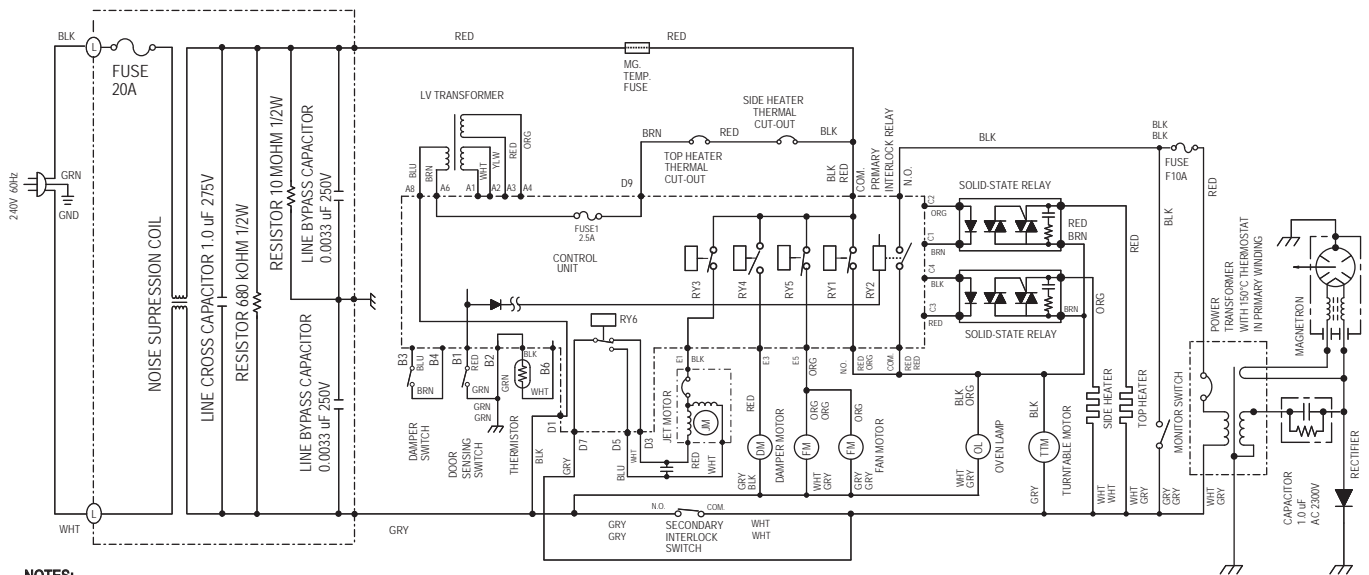 BLK
L
FUSE
20A
240V 60Hz
GRN
GND
WHT
L
NOISE SUPRESSION COIL
LINE CROSS CAPACITOR 1.0 uF 275V
RESISTOR 680 kOHM 1/2W
RESISTOR 10 MOHM 1/2W
LINE BYPASS CAPACITOR
0.0033 uF 250V
LINE BYPASS CAPACITOR
0.0033 uF 250V
RED
MG.
TEMP.
FUSE
RED
LV TRANSFORMER
BLU
BRN
WHT
YLW
RED
ORG
A8
A6
A1
A2
A3
A4
BRN
RED
BLK
TOP HEATER
THERMAL
CUT-OUT
SIDE HEATER
THERMAL
CUT-OUT
D9
BLK
RED
COM.
PRIMARY
INTERLOCK RELAY
N.O.
FUSE1
2.5A
CONTROL
UNIT
RY3
RY4
RY5
RY1
RY2
RY6
C2
ORG
C1
BRN
C4
BLK
C3
RED
SOLID-STATE RELAY
RED
BRN
BRN
SOLID-STATE RELAY
BLK
BLK
BLK
FUSE
F10A
RED
RED
BLK
ORG
B3
BLU
B4
BRN
DAMPER
SWITCH
B1
RED
B2
GRN
GRN
GRN
GRN
DOOR
SENSING
SWITCH
BLK
WHT
B6
THERMISTOR
D1
BLK
D7
GRY
D5
BLU
WHT
D3
E1
BLK
JET MOTOR
JM
RED
WHT
E3
RED
DM
DAMPER MOTOR
GRY
BLK
E5
ORG
ORG
ORG
FM
WHT
GRY
ORG
FM
FAN MOTOR
GRY
GRY
N.O.
RED
ORG
COM.
RED
RED
BLK
ORG
OL
OVEN LAMP
WHT
GRY
BLK
TTM
TURNTABLE MOTOR
GRY
SIDE HEATER
WHT
WHT
TOP HEATER
WHT
GRY
MONITOR SWITCH
GRY
GRY
POWER
TRANSFORMER
WITH 150°C THERMOSTAT
IN PRIMARY WINDING
WHT
GRY
MAGNETRON
CAPACITOR
1.0 uF
AC 2300V
RECTIFIER
GRY
N.O.
COM.
GRY
GRY
SECONDARY
INTERLOCK
SWITCH
WHT
WHT
NOTES: